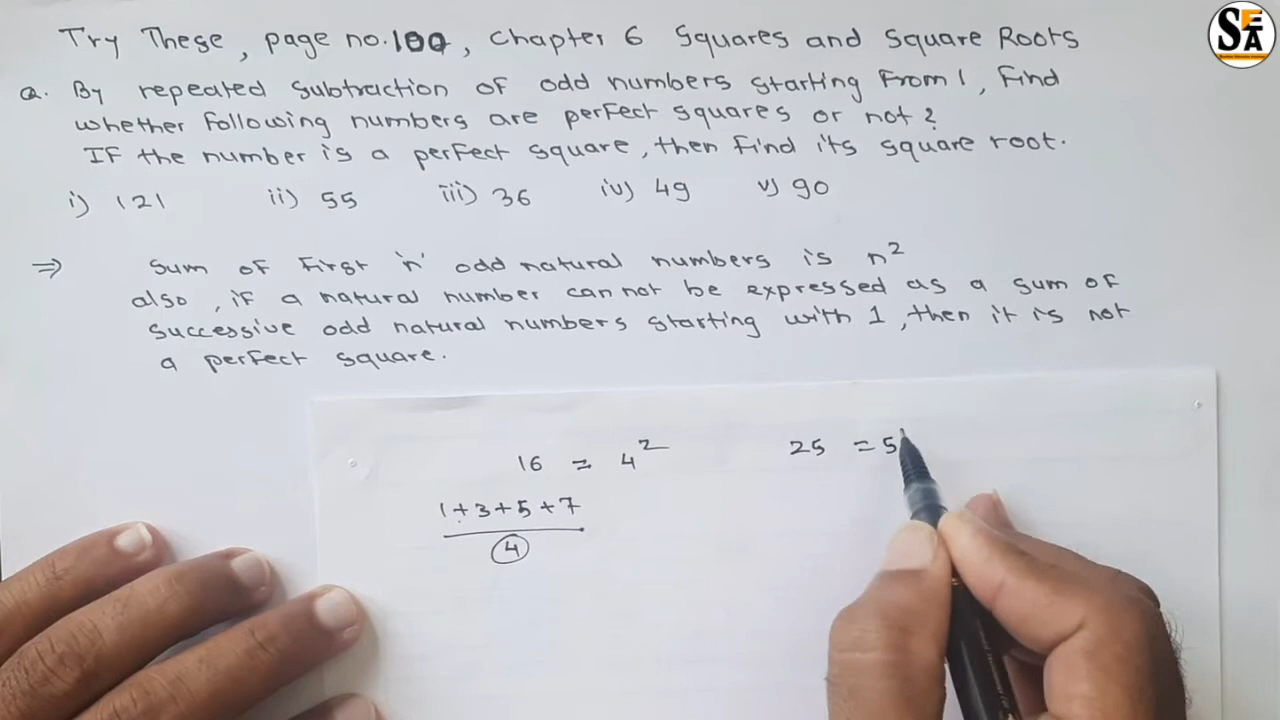 Try These, page no.100, Chapter 6 Squares and Square Roots
Q. By repeated subtraction of odd numbers starting from 1, Find
whether following numbers are perfect squares or not?
If the number is a perfect square, then find its square root.
i) 121 ii) 55 iii) 36 iv) 49 v) 90
⇒ Sum of First 'n' odd natural numbers is n²
also, if a natural number cannot be expressed as a sum of
successive odd natural numbers starting with 1, then it is not
a perfect square.
16 = 4² 25 = 5
1+3+5+7
4